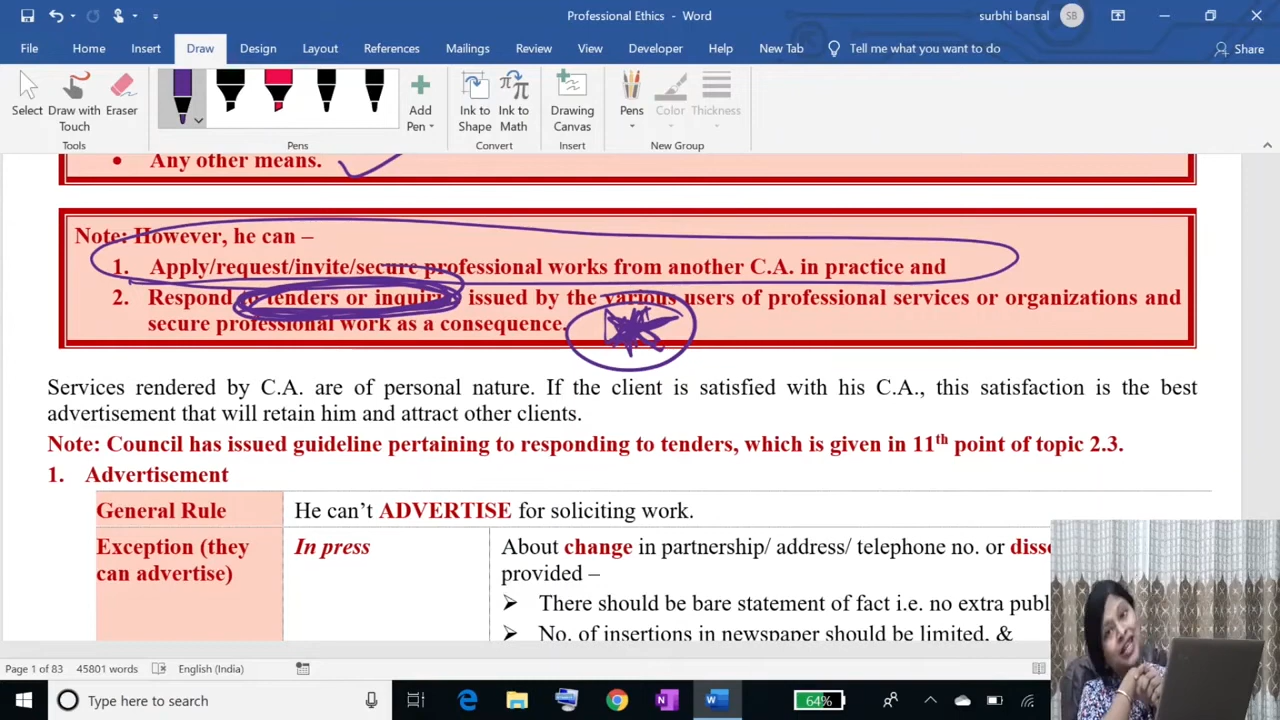 Professional Ethics - Word
surbhi bansal SB
File Home Insert Draw Design Layout References Mailings Review View Developer Help New Tab Tell me what you want to do Share
Select Draw with Touch Eraser Add Pen Ink to Shape Ink to Math Drawing Canvas Pens Color Thickness
Tools Pens Convert Insert New Group
• Any other means.
Note: However, he can –
1. Apply/request/invite/secure professional works from another C.A. in practice and
2. Respond to tenders or inquiries issued by the various users of professional services or organizations and
secure professional work as a consequence.
Services rendered by C.A. are of personal nature. If the client is satisfied with his C.A., this satisfaction is the best
advertisement that will retain him and attract other clients.
Note: Council has issued guideline pertaining to responding to tenders, which is given in 11th point of topic 2.3.
1. Advertisement
General Rule He can't ADVERTISE for soliciting work.
Exception (they In press About change in partnership/ address/ telephone no. or
can advertise) provided –
➢ There should be bare statement of fact i.e. no extra
➢ No. of insertions in newspaper should be limited, &
Page 1 of 83 45801 words English (India)
Type here to search 64%